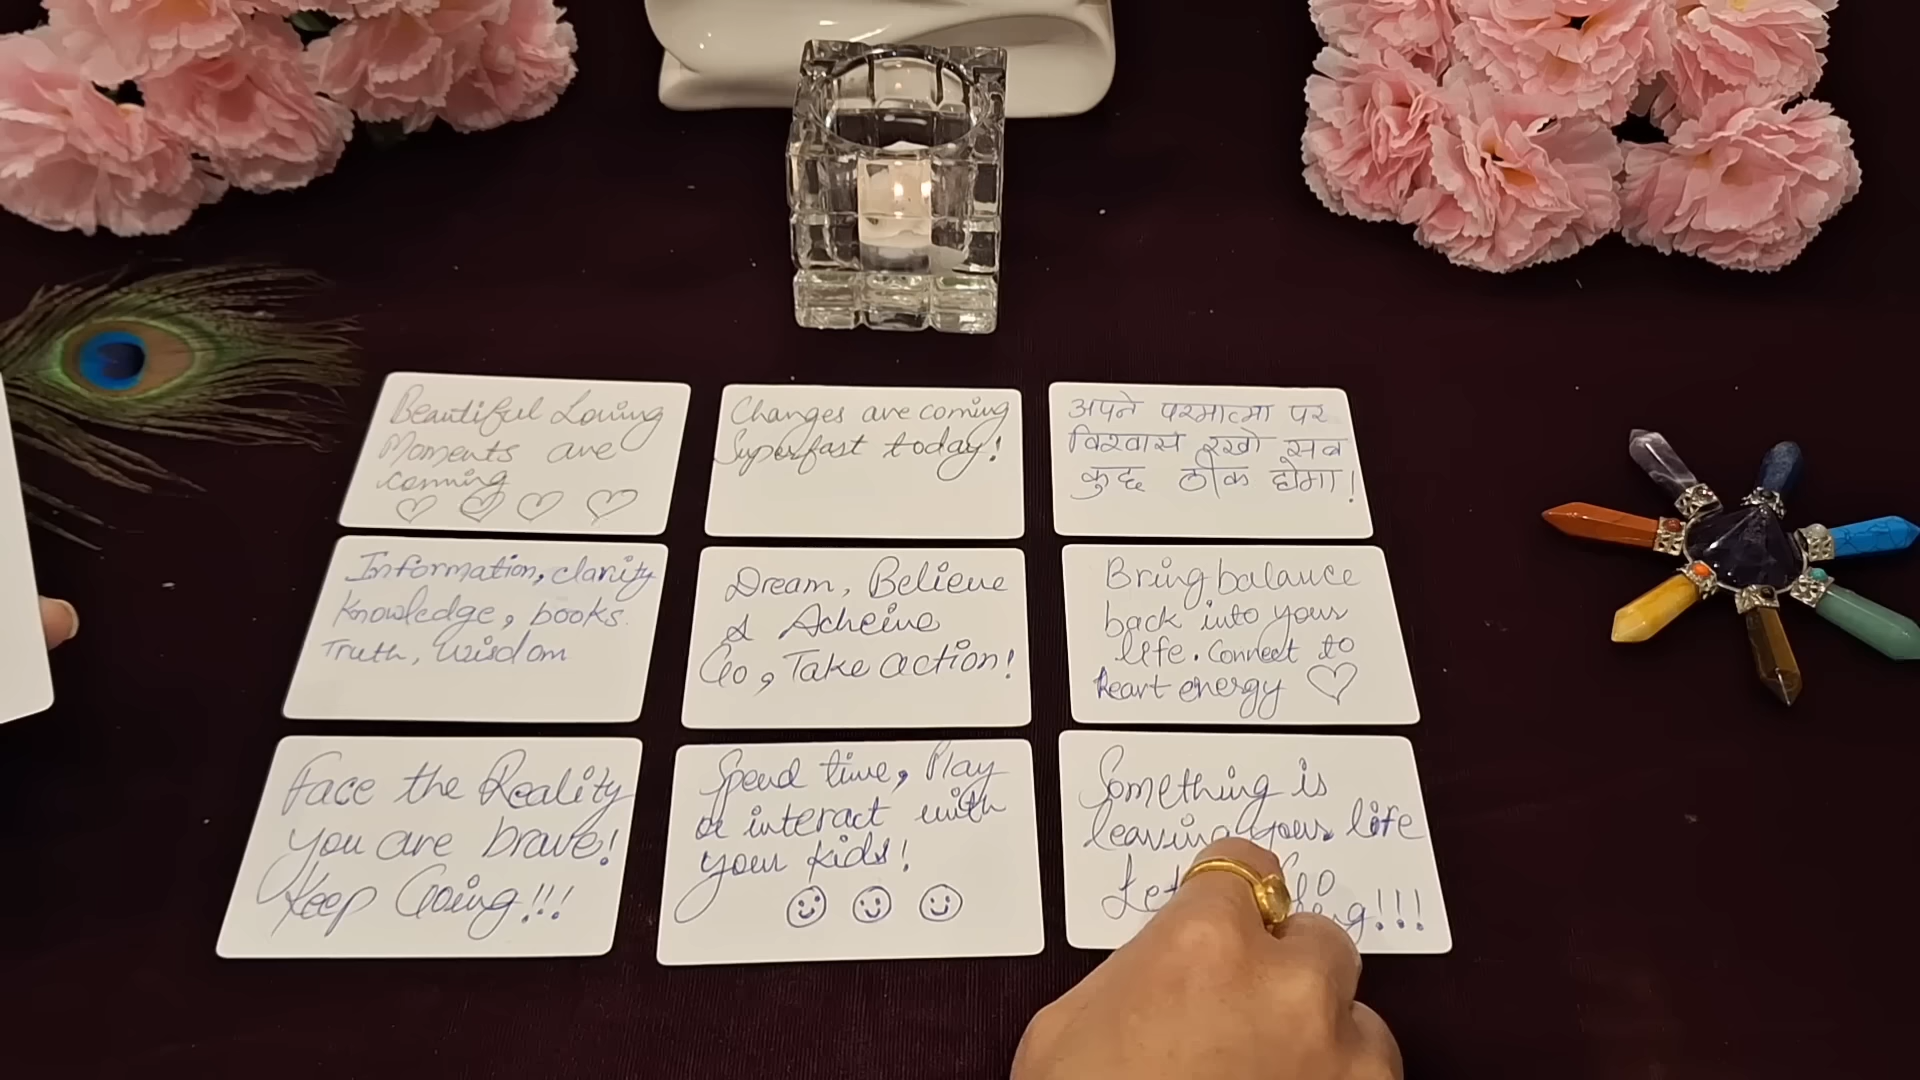 Beautiful Loving
Moments are
coming
Changes are coming
Superfast today!
अपने परमात्मा पर
विश्वास रखो सब
कुछ ठीक होगा!
Information, clarity
Knowledge, books.
Truth, Wisdom
Dream, Believe
& Acheive
Go, Take action!
Bring balance
back into your
life. Connect to
heart energy
Face the Reality
you are brave!
Keep Going!!!
Spend time, Play
or interact with
your kids!
Something is
leaving your life